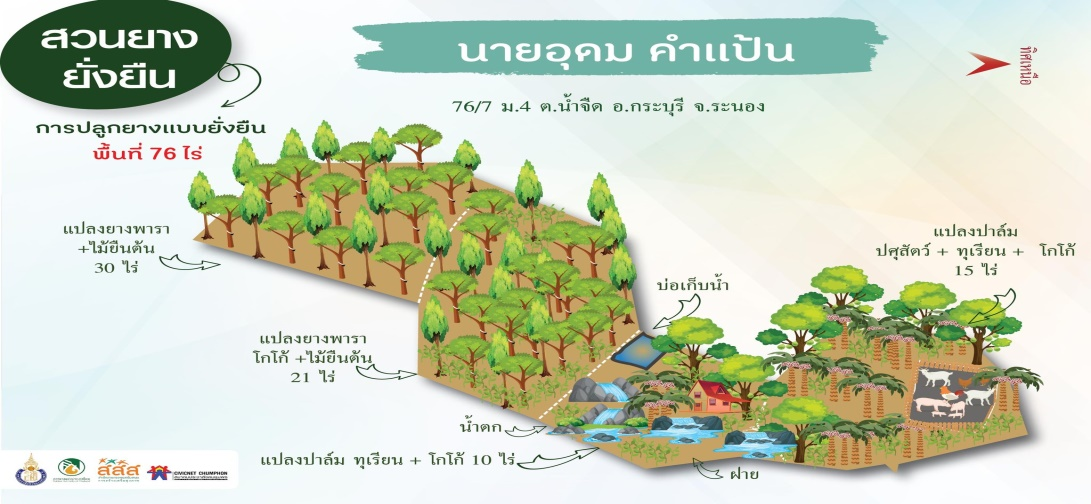 สวนยาง
ยั่งยืน
นายอุดม คำแป้น
ทิศเหนือ
76/7 ม.4 ต.น้ำจืด อ.กระบุรี จ.ระนอง
การปลูกยางแบบยั่งยืน
พื้นที่ 76 ไร่
แปลงยางพารา
+ไม้ยืนต้น
30 ไร่
แปลงปาล์ม
ปศุสัตว์ + ทุเรียน + โกโก้
15 ไร่
บ่อเก็บน้ำ
แปลงยางพารา
โกโก้ +ไม้ยืนต้น
21 ไร่
น้ำตก
แปลงปาล์ม ทุเรียน + โกโก้ 10 ไร่
ฝาย
สสส
CIVICNET CHUMPHON